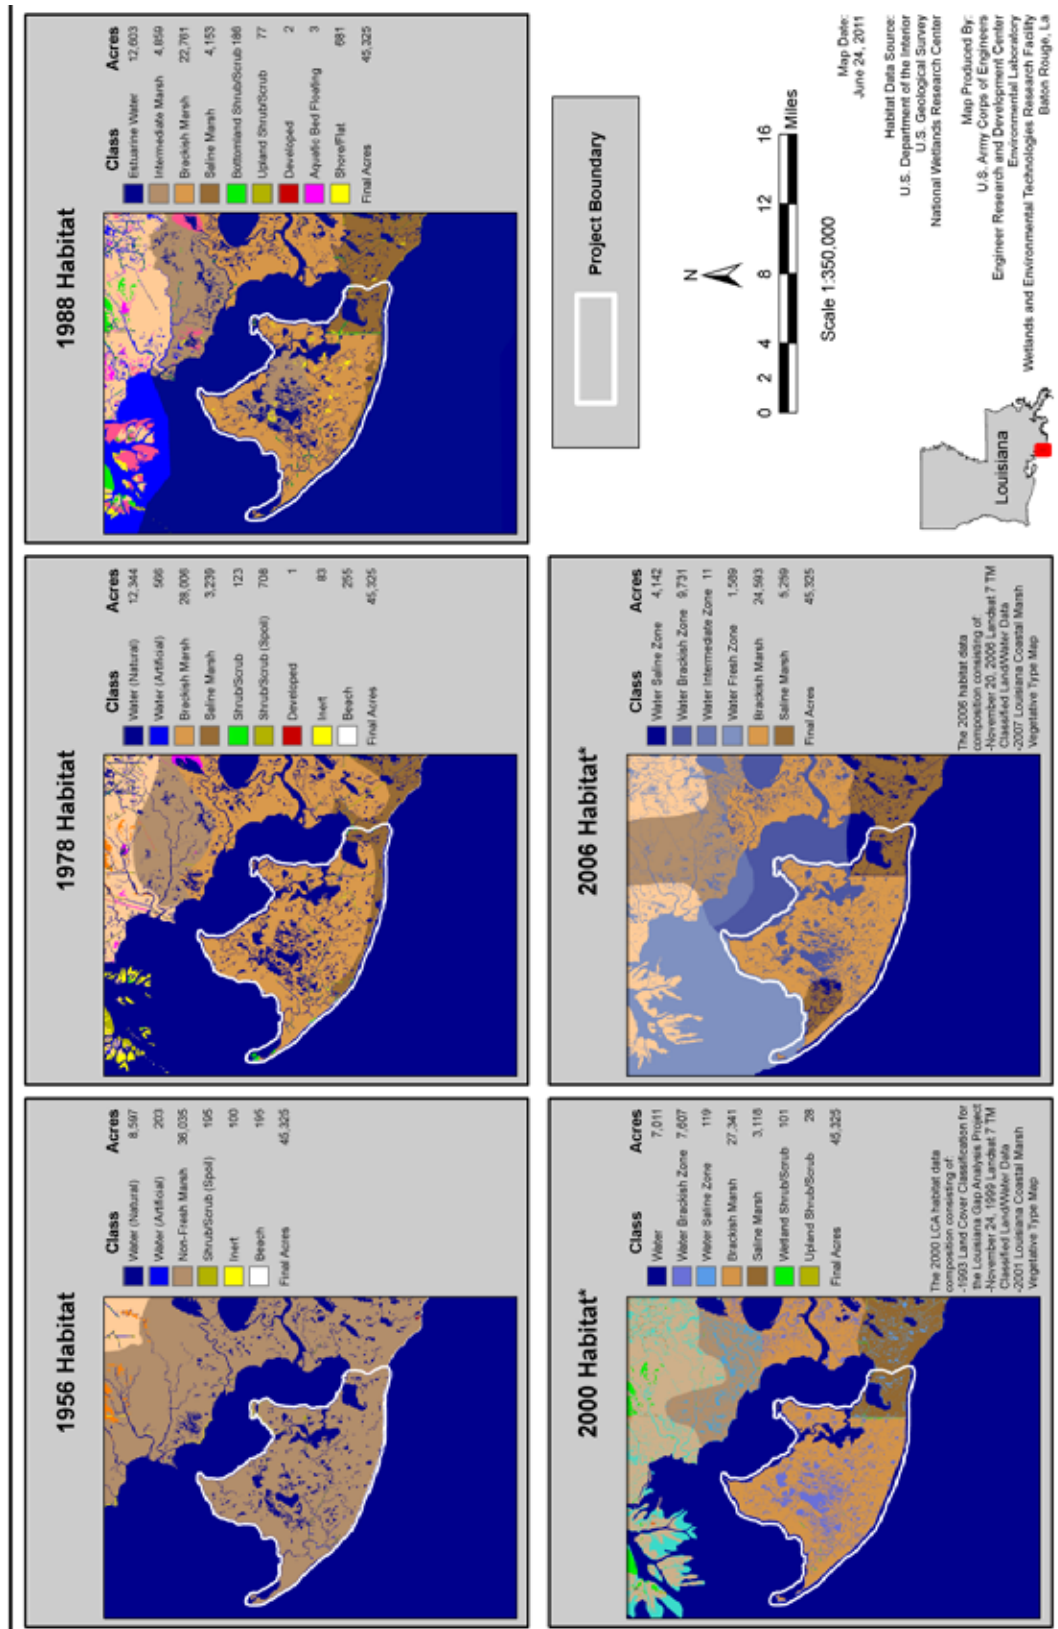 1956 Habitat
Class Acres
Water (Natural) 8,597
Water (Artificial) 203
Non-Fresh Marsh 36,035
Shrub/Scrub (Spoil) 195
Inert 100
Beach 195
Final Acres 45,325
1978 Habitat
Class Acres
Water (Natural) 12,344
Water (Artificial) 566
Brackish Marsh 28,006
Saline Marsh 3,239
Shrub/Scrub 123
Shrub/Scrub (Spoil) 708
Developed 1
Inert 83
Beach 255
Final Acres 45,325
1988 Habitat
Class Acres
Estuarine Water 12,603
Intermediate Marsh 4,859
Brackish Marsh 22,761
Saline Marsh 4,153
Bottomland Shrub/Scrub 186
Upland Shrub/Scrub 77
Developed 2
Aquatic Bed Floating 3
Shore/Flat 681
Final Acres 45,325
2000 Habitat*
Class Acres
Water 7,011
Water Brackish Zone 7,607
Water Saline Zone 119
Brackish Marsh 27,341
Saline Marsh 3,118
Wetland Shrub/Scrub 101
Upland Shrub/Scrub 28
Final Acres 45,325
The 2000 LCA habitat data
composition consisting of:
-1993 Land Cover Classification for
the Louisiana Gap Analysis Project
-November 24, 1999 Landsat 7 TM
Classified Land/Water Data
-2001 Louisiana Coastal Marsh
Vegetative Type Map
2006 Habitat*
Class Acres
Water Saline Zone 4,142
Water Brackish Zone 9,731
Water Intermediate Zone 11
Water Fresh Zone 1,589
Brackish Marsh 24,593
Saline Marsh 5,259
Final Acres 45,325
The 2006 habitat data
composition consisting of:
-November 20, 2006 Landsat 7 TM
Classified Land/Water Data
-2007 Louisiana Coastal Marsh
Vegetative Type Map
Project Boundary
N
0 2 4 8 12 16
Miles
Scale 1:350,000
Louisiana
Map Date:
June 24, 2011
Habitat Data Source:
U.S. Department of the Interior
U.S. Geological Survey
National Wetlands Research Center
Map Produced By:
U.S. Army Corps of Engineers
Engineer Research and Development Center
Environmental Laboratory
Wetlands and Environmental Technologies Research Facility
Baton Rouge, La